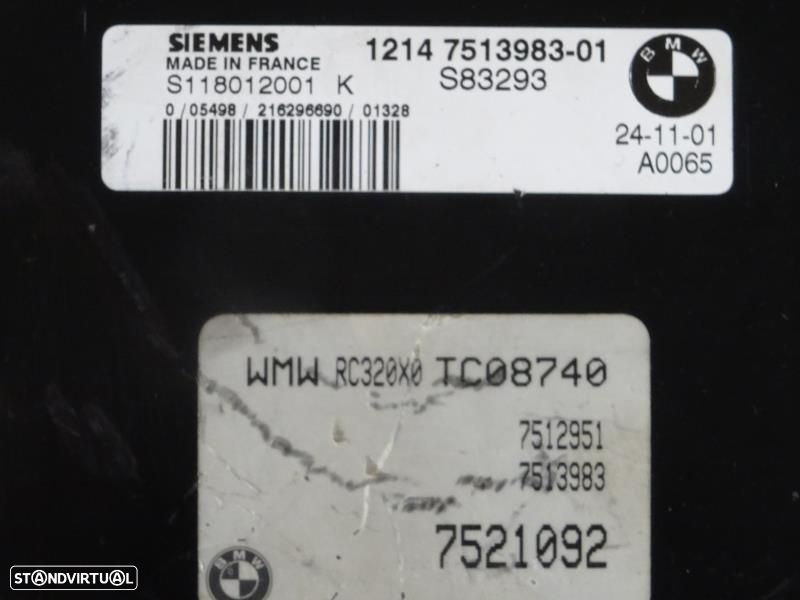 SIEMENS
MADE IN FRANCE
S118012001 K
1214 7513983-01
S83293
0 / 05498 / 216296690 / 01328
BMW
24-11-01
A0065
WMW RC320X0 TC08740
7512951
7513983
7521092
BMW
STANDVIRTUAL